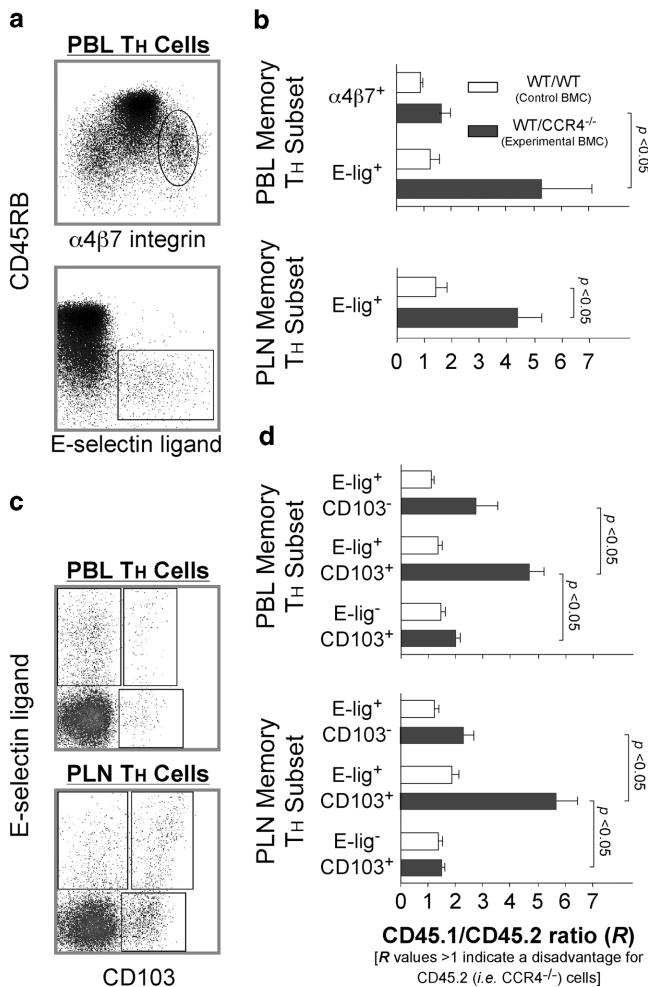 a
PBL TH Cells
CD45RB
α4β7 integrin
E-selectin ligand
b
PBL Memory
TH Subset
α4β7+
E-lig+
WT/WT
(Control BMC)
WT/CCR4-/-
(Experimental BMC)
p <0.05
PLN Memory
TH Subset
E-lig+
p <0.05
0 1 2 3 4 5 6 7
c
PBL TH Cells
E-selectin ligand
PLN TH Cells
CD103
d
PBL Memory
TH Subset
E-lig+
CD103-
E-lig+
CD103+
E-lig-
CD103+
p <0.05
p <0.05
PLN Memory
TH Subset
E-lig+
CD103-
E-lig+
CD103+
E-lig-
CD103+
p <0.05
p <0.05
0 1 2 3 4 5 6 7
CD45.1/CD45.2 ratio (R)
[R values >1 indicate a disadvantage for
CD45.2 (i.e. CCR4-/-) cells]